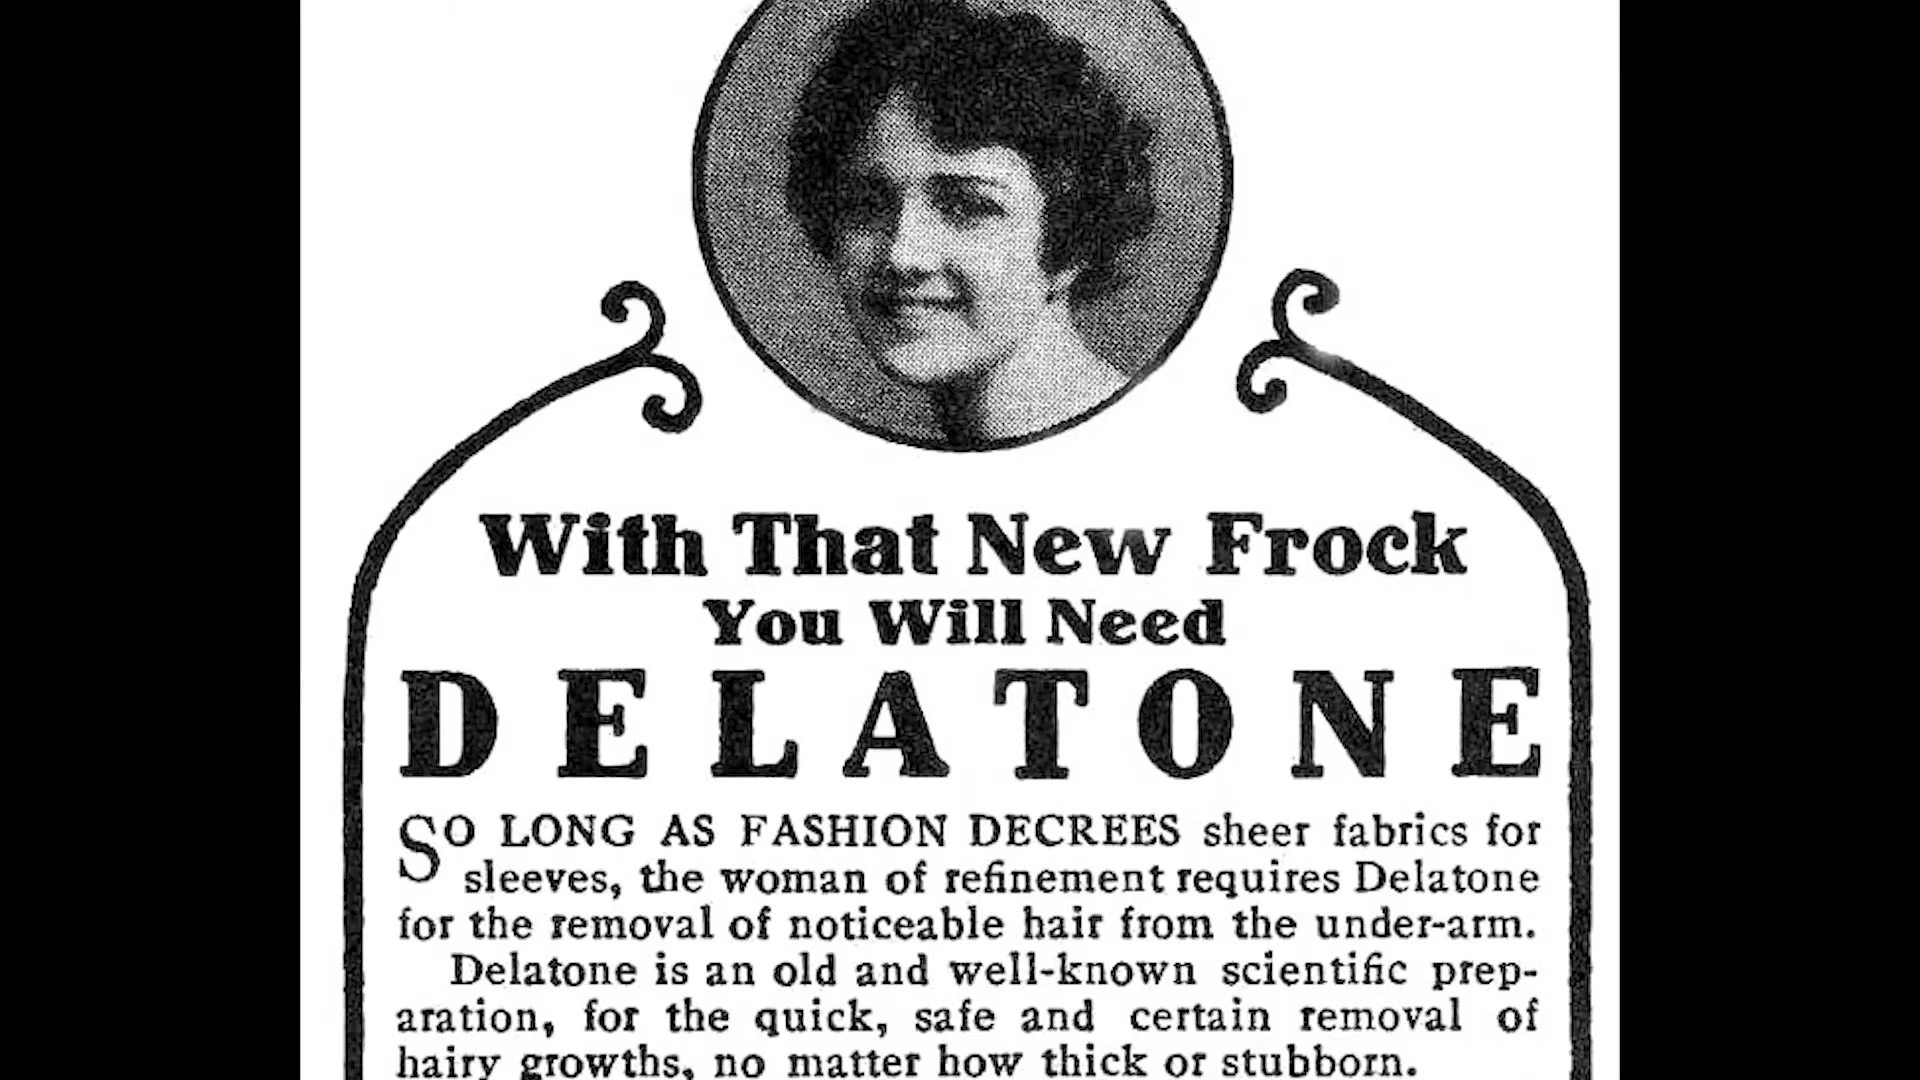 With That New Frock
You Will Need
DELATONE
SO LONG AS FASHION DECREES sheer fabrics for
sleeves, the woman of refinement requires Delatone
for the removal of noticeable hair from the under-arm.
Delatone is an old and well-known scientific prep-
aration, for the quick, safe and certain removal of
hairy growths, no matter how thick or stubborn.